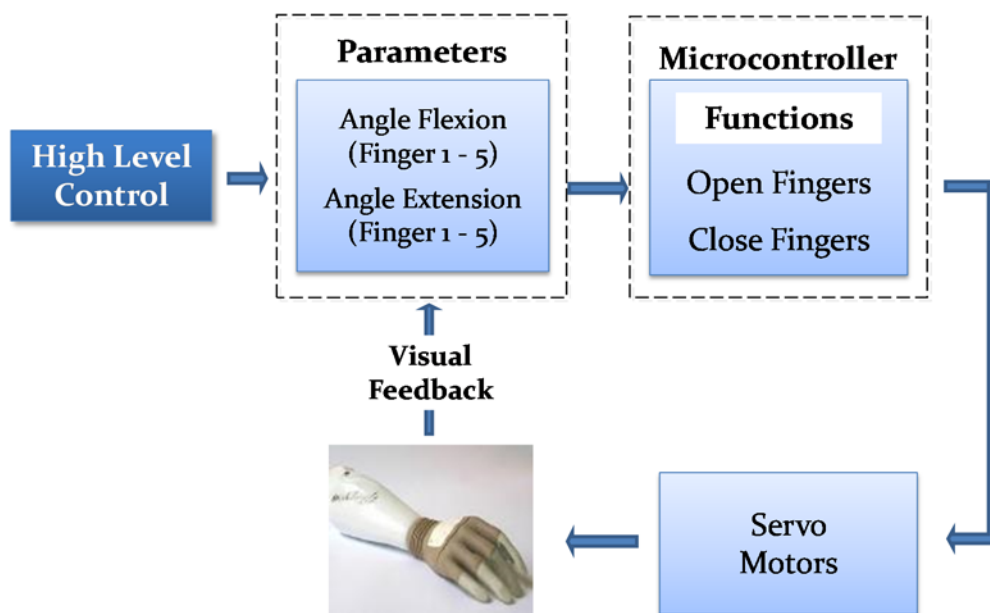 High Level
Control
Parameters
Angle Flexion
(Finger 1 - 5)
Angle Extension
(Finger 1 - 5)
Microcontroller
Functions
Open Fingers
Close Fingers
Visual
Feedback
Servo
Motors